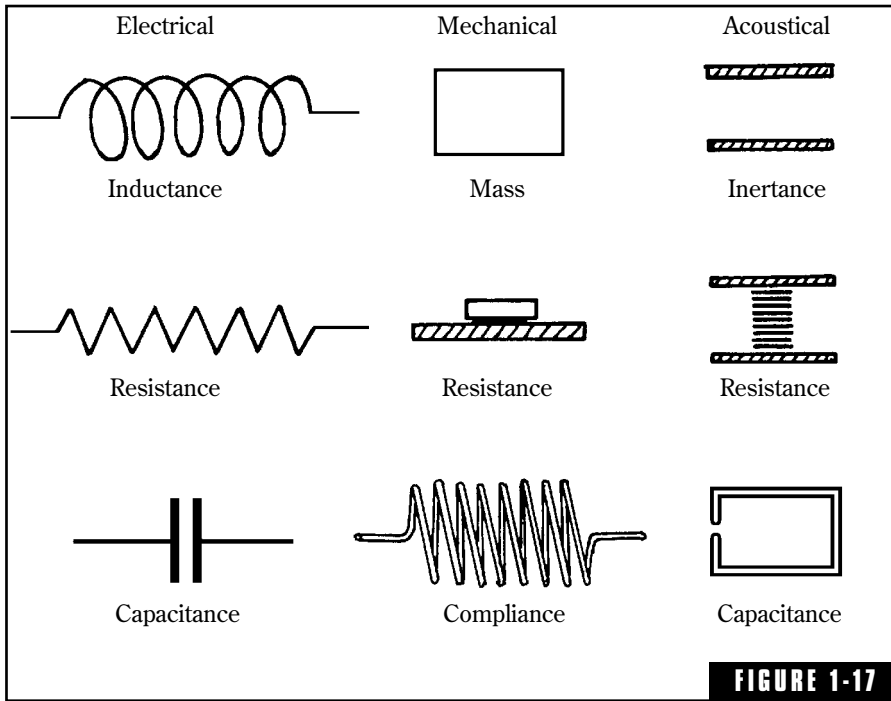 Electrical Mechanical Acoustical
Inductance Mass Inertance
Resistance Resistance Resistance
Capacitance Compliance Capacitance
FIGURE 1-17